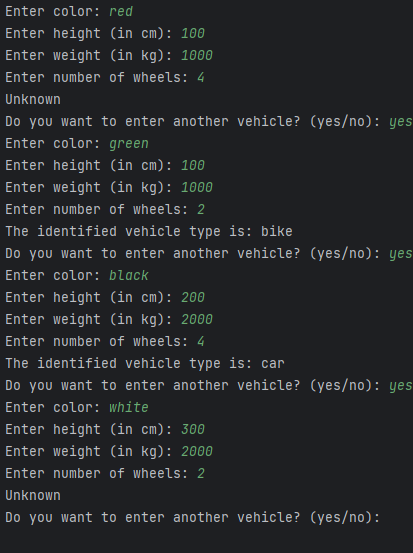 Enter color: red
Enter height (in cm): 100
Enter weight (in kg): 1000
Enter number of wheels: 4
Unknown
Do you want to enter another vehicle? (yes/no): yes
Enter color: green
Enter height (in cm): 100
Enter weight (in kg): 1000
Enter number of wheels: 2
The identified vehicle type is: bike
Do you want to enter another vehicle? (yes/no): yes
Enter color: black
Enter height (in cm): 200
Enter weight (in kg): 2000
Enter number of wheels: 4
The identified vehicle type is: car
Do you want to enter another vehicle? (yes/no): yes
Enter color: white
Enter height (in cm): 300
Enter weight (in kg): 2000
Enter number of wheels: 2
Unknown
Do you want to enter another vehicle? (yes/no):